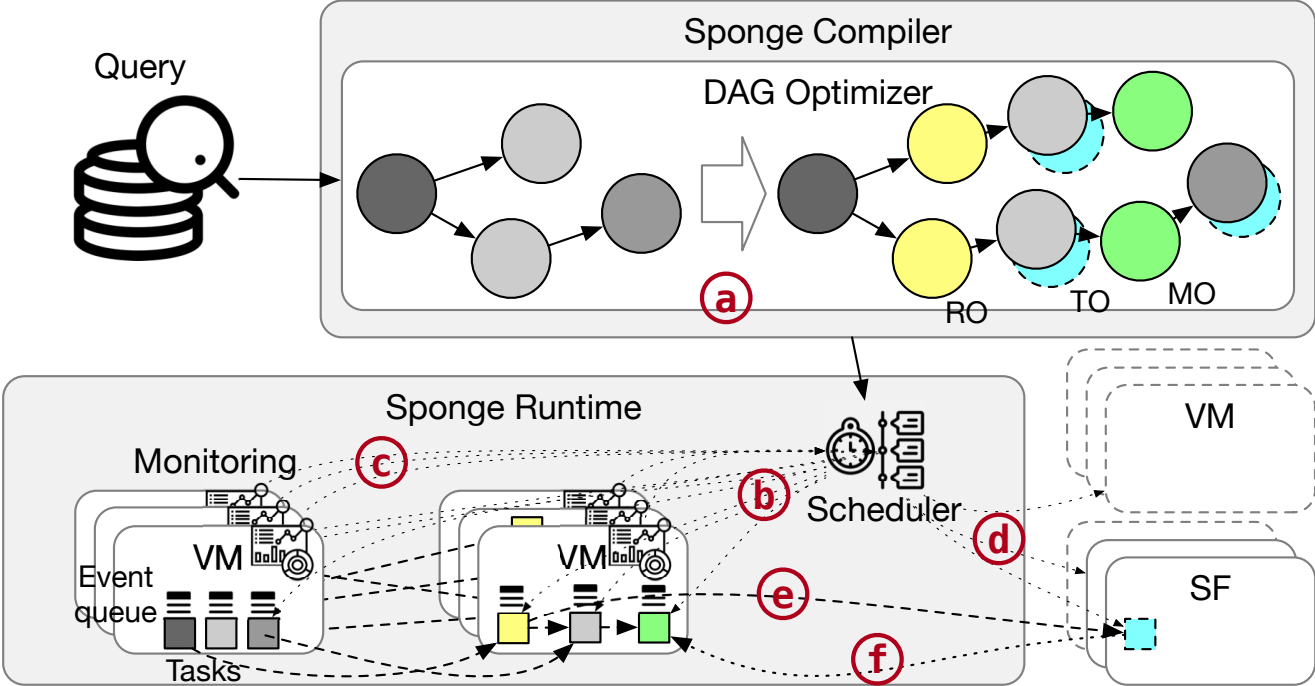 Sponge Compiler
Query
DAG Optimizer
a
RO
TO
MO
Sponge Runtime
VM
Monitoring
c
b
Scheduler
d
VM
VM
Event
queue
e
SF
Tasks
f